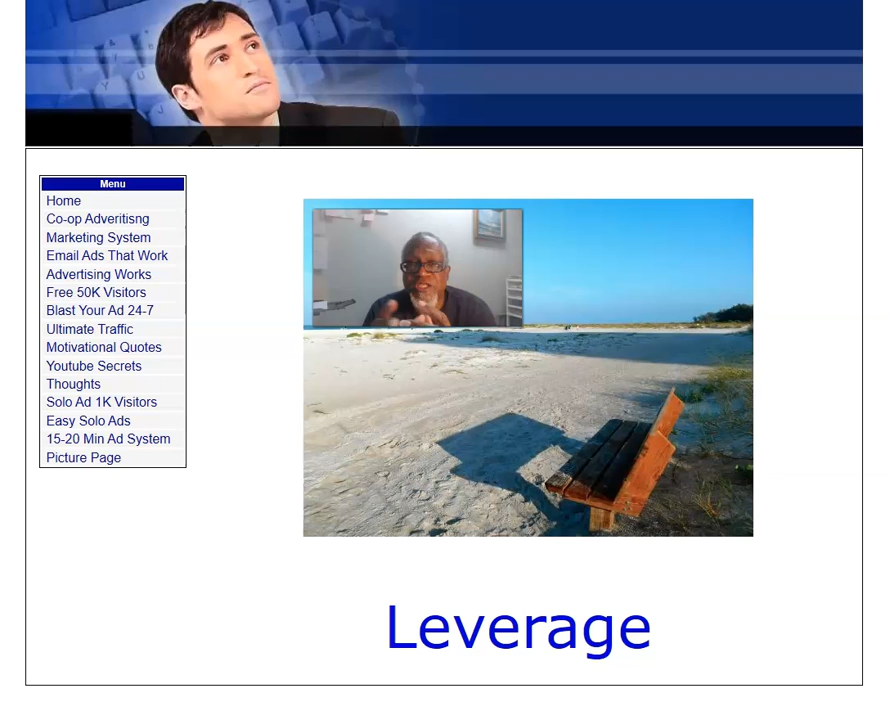 Menu
Home
Co-op Adveritisng
Marketing System
Email Ads That Work
Advertising Works
Free 50K Visitors
Blast Your Ad 24-7
Ultimate Traffic
Motivational Quotes
Youtube Secrets
Thoughts
Solo Ad 1K Visitors
Easy Solo Ads
15-20 Min Ad System
Picture Page
Leverage